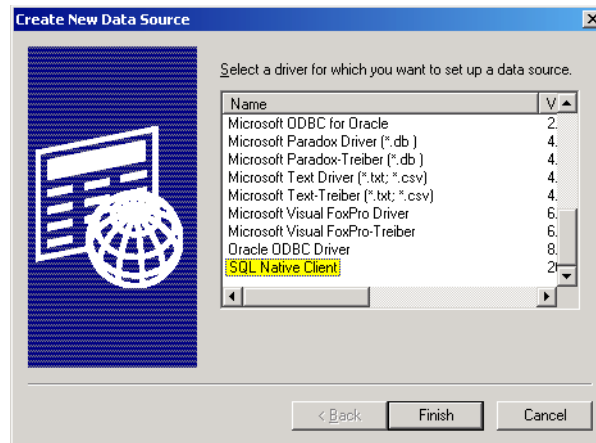 Create New Data Source
Select a driver for which you want to set up a data source.
Name V
Microsoft ODBC for Oracle 2.
Microsoft Paradox Driver (*.db ) 4.
Microsoft Paradox-Treiber (*.db ) 4.
Microsoft Text Driver (*.txt; *.csv) 4.
Microsoft Text-Treiber (*.txt; *.csv) 4.
Microsoft Visual FoxPro Driver 6.
Microsoft Visual FoxPro-Treiber 6.
Oracle ODBC Driver 8.
SQL Native Client 2
< Back Finish Cancel